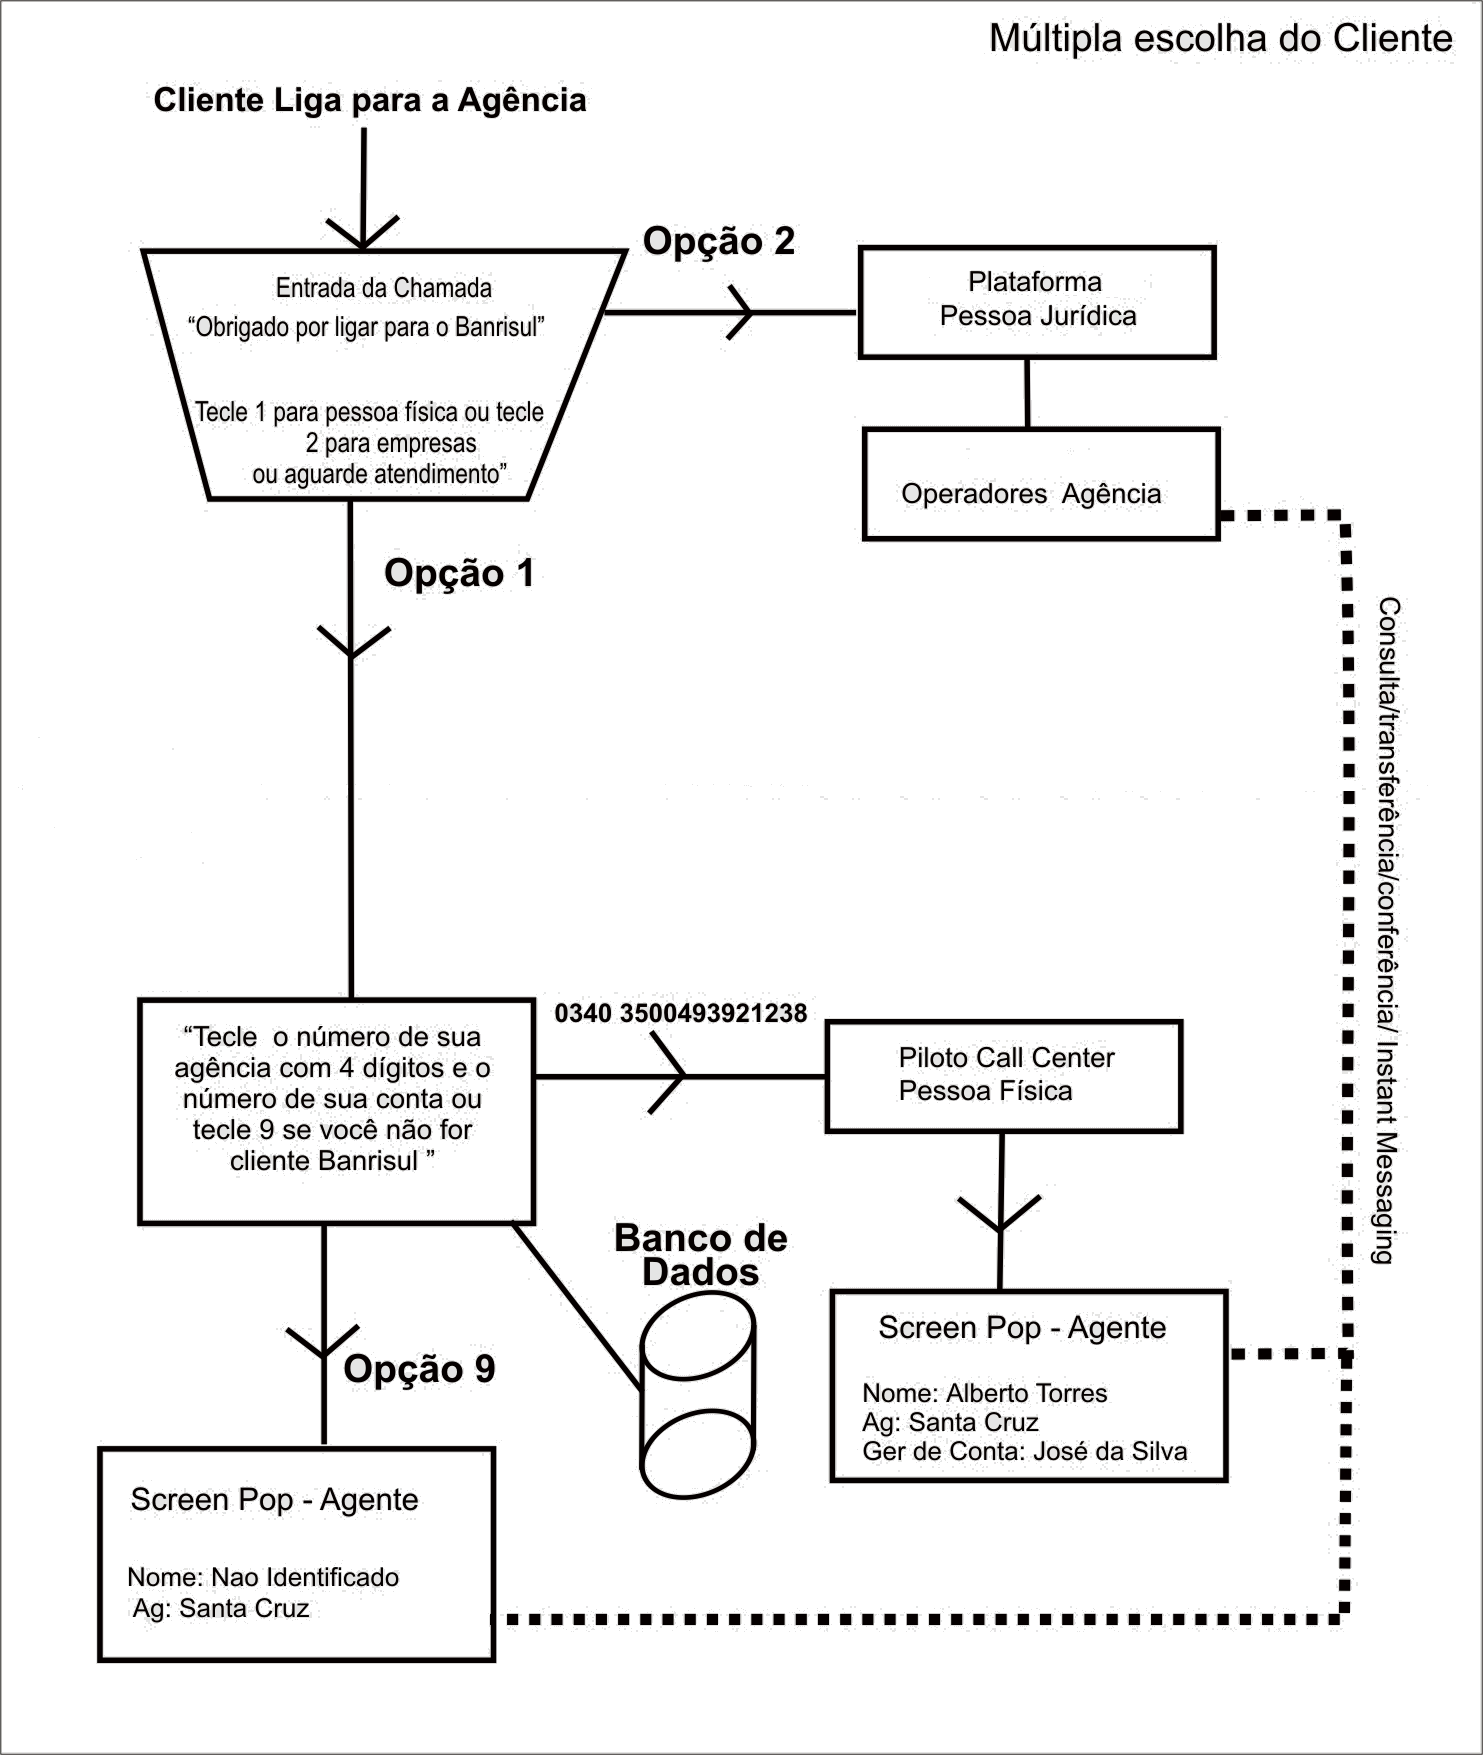 Múltipla escolha do Cliente
Cliente Liga para a Agência
Entrada da Chamada
“Obrigado por ligar para o Banrisul”
Tecle 1 para pessoa física ou tecle
2 para empresas
ou aguarde atendimento”
Opção 2
Plataforma
Pessoa Jurídica
Operadores Agência
Opção 1
Consulta/transferência/conferência/ Instant Messaging
“Tecle o número de sua
agência com 4 dígitos e o
número de sua conta ou
tecle 9 se você não for
cliente Banrisul ”
0340 3500493921238
Piloto Call Center
Pessoa Física
Banco de
Dados
Screen Pop - Agente
Nome: Alberto Torres
Ag: Santa Cruz
Ger de Conta: José da Silva
Opção 9
Screen Pop - Agente
Nome: Nao Identificado
Ag: Santa Cruz